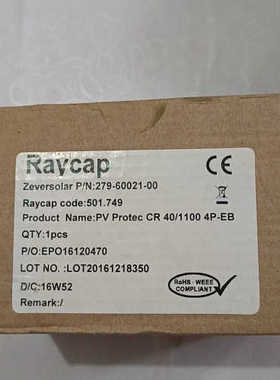 Raycap
Zeversolar P/N:279-60021-00
Raycap code:501.749
Product Name:PV Protec CR 40/1100 4P-EB
QTY:1pcs
P/O:EPO16120470
LOT NO. :LOT20161218350
D/C:16W52
Remark:/
CE
RoHS - WEEE
COMPLIANT